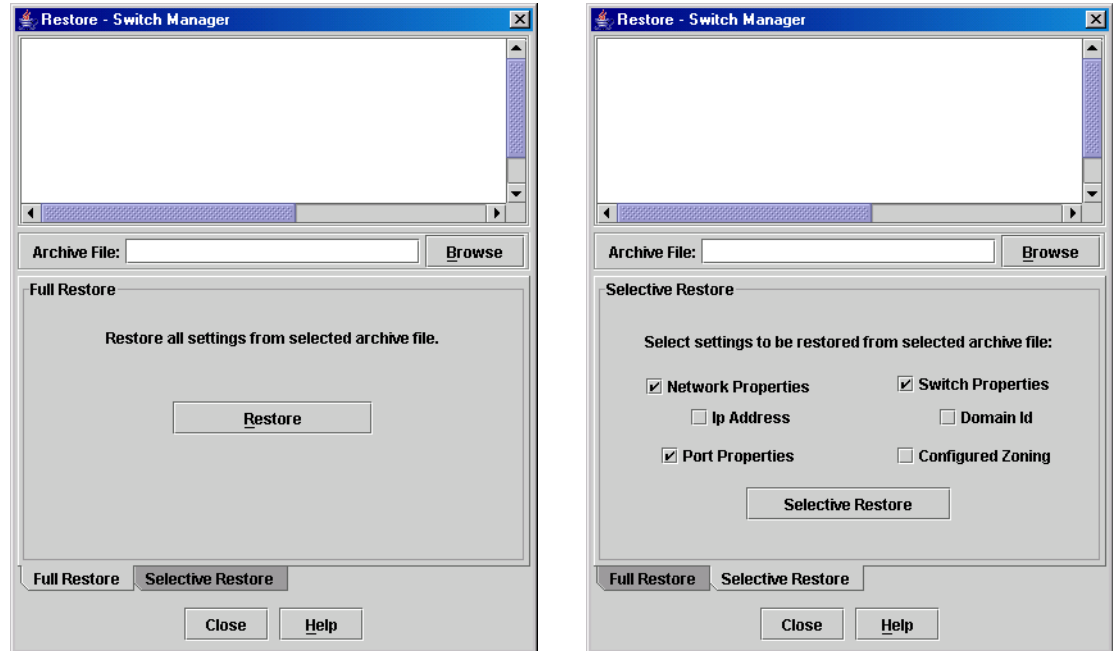 Restore - Switch Manager
Archive File:
Browse
Full Restore
Restore all settings from selected archive file.
Restore
Full Restore
Selective Restore
Close
Help
Restore - Switch Manager
Archive File:
Browse
Selective Restore
Select settings to be restored from selected archive file:
Network Properties
Switch Properties
Ip Address
Domain Id
Port Properties
Configured Zoning
Selective Restore
Full Restore
Selective Restore
Close
Help